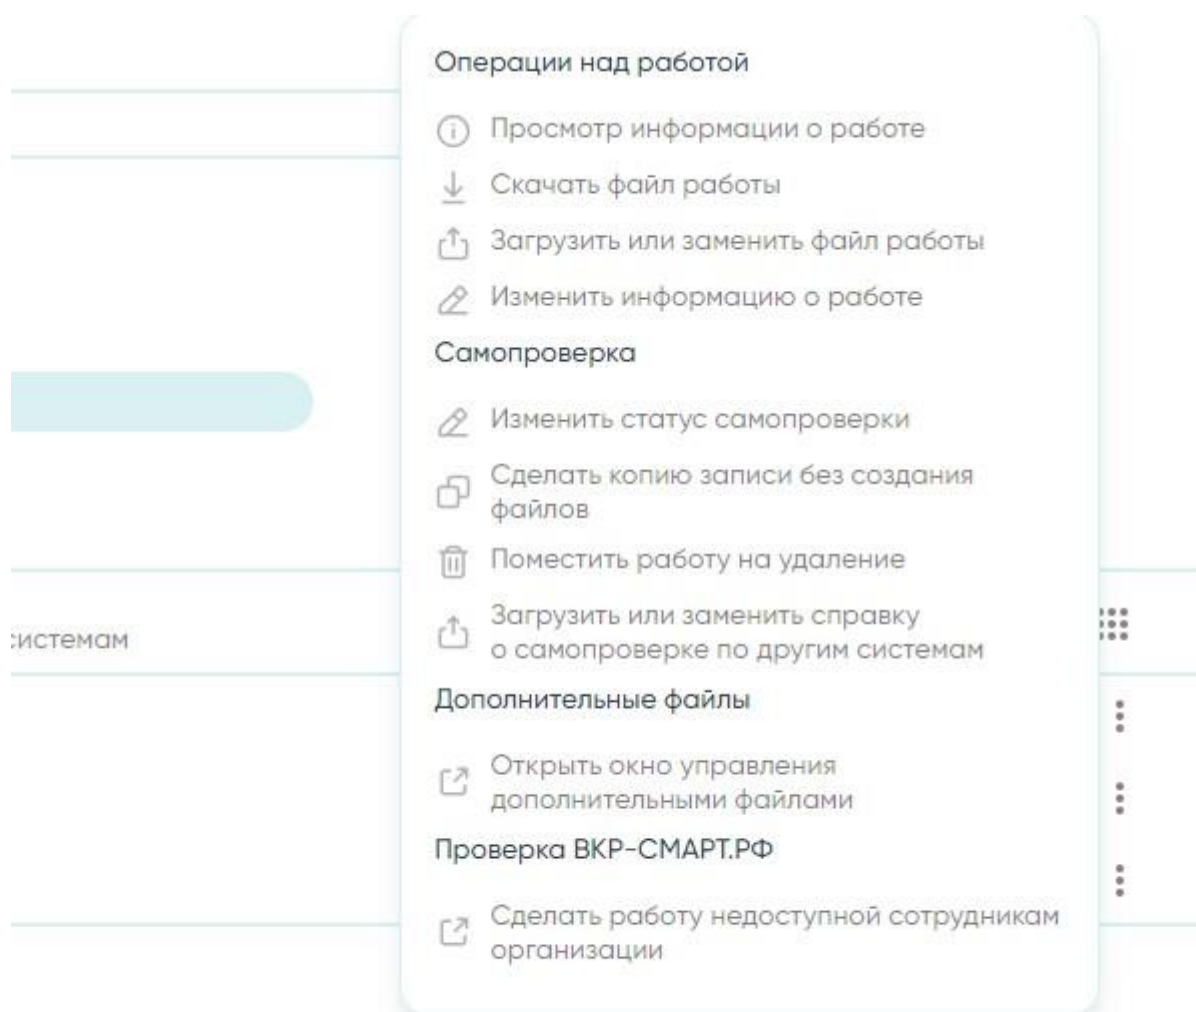 Операции над работой
Просмотр информации о работе
Скачать файл работы
Загрузить или заменить файл работы
Изменить информацию о работе
Самопроверка
Изменить статус самопроверки
Сделать копию записи без создания
файлов
Поместить работу на удаление
Загрузить или заменить справку
о самопроверке по другим системам
системам
Дополнительные файлы
Открыть окно управления
дополнительными файлами
Проверка ВКР-СМАРТ.РФ
Сделать работу недоступной сотрудникам
организации